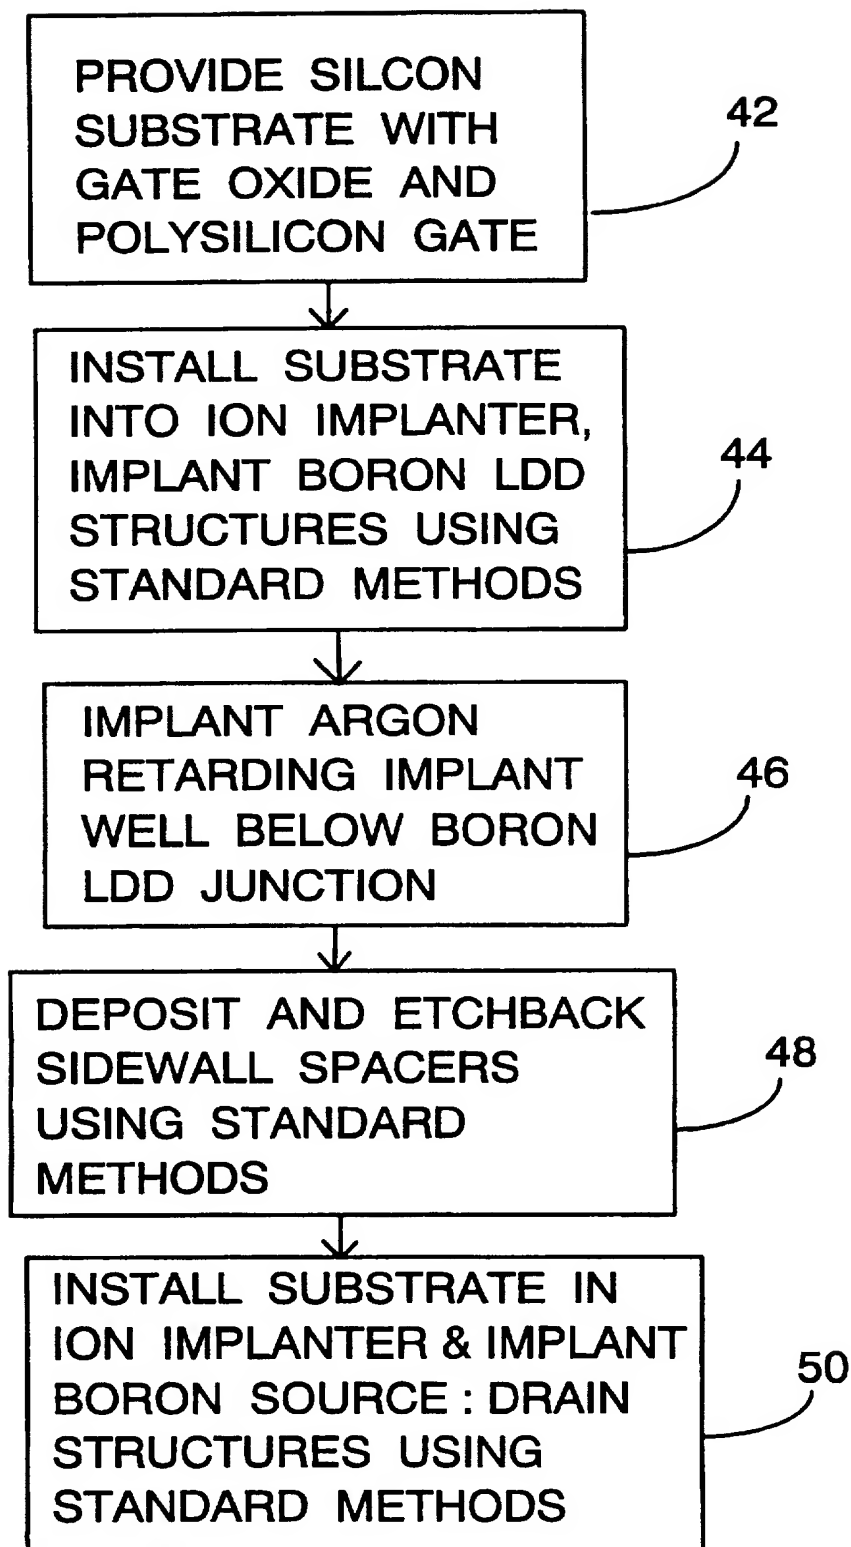 PROVIDE SILCON
SUBSTRATE WITH
GATE OXIDE AND
POLYSILICON GATE
42
INSTALL SUBSTRATE
INTO ION IMPLANTER,
IMPLANT BORON LDD
STRUCTURES USING
STANDARD METHODS
44
IMPLANT ARGON
RETARDING IMPLANT
WELL BELOW BORON
LDD JUNCTION
46
DEPOSIT AND ETCHBACK
SIDEWALL SPACERS
USING STANDARD
METHODS
48
INSTALL SUBSTRATE IN
ION IMPLANTER & IMPLANT
BORON SOURCE : DRAIN
STRUCTURES USING
STANDARD METHODS
50